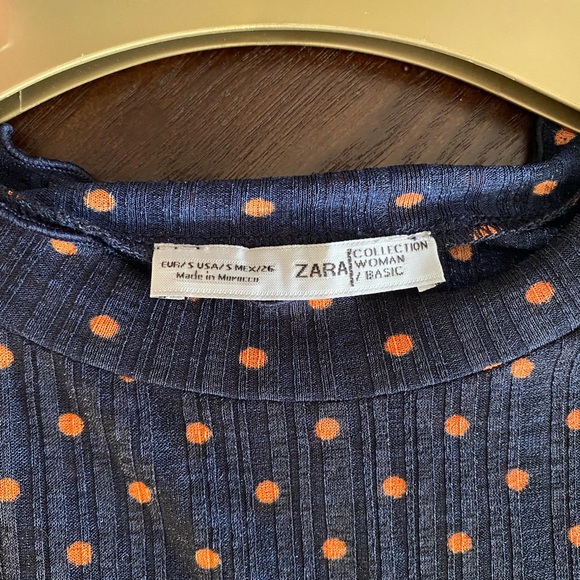 EUR/S USA/S MEX/26
Made in Morocco
ZARA
COLLECTION
WOMAN
/ BASIC